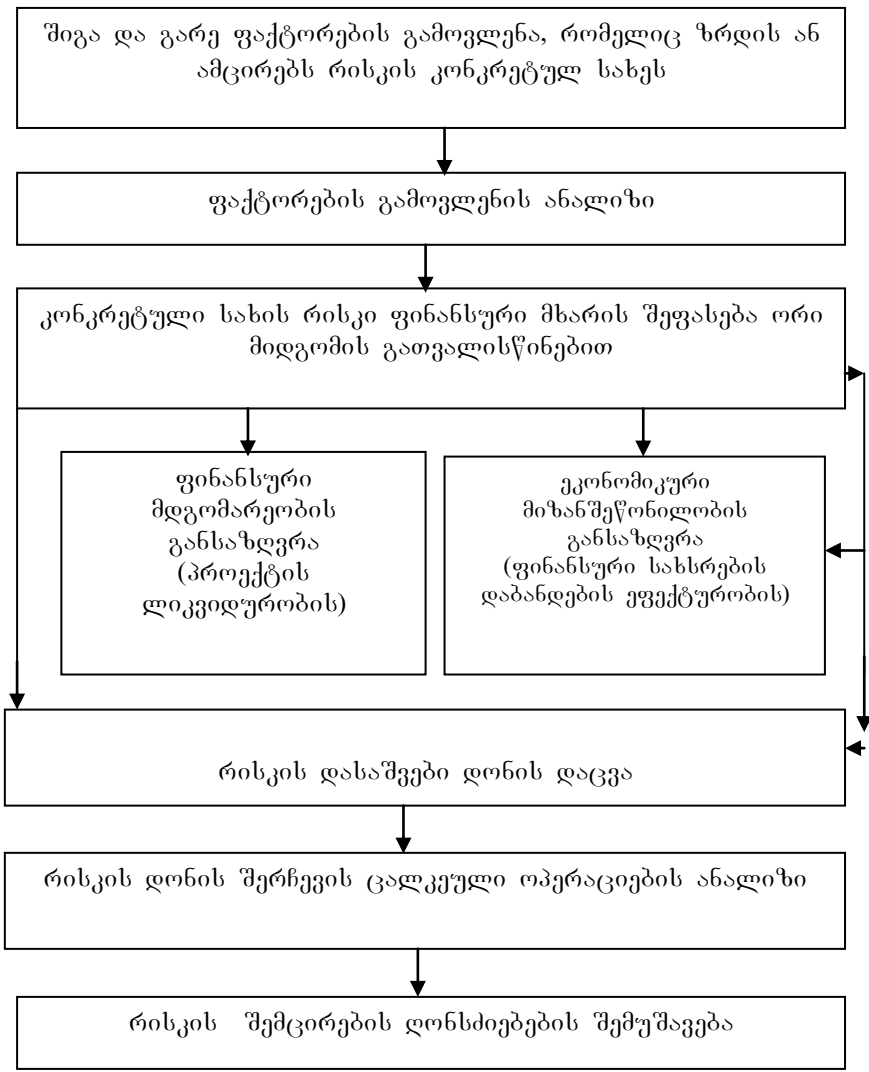 შიგა და გარე ფაქტორების გამოვლენა, რომელიც ზრდის ან
ამცირებს რისკის კონკრეტულ სახეს
ფაქტორების გამოვლენის ანალიზი
კონკრეტული სახის რისკი ფინანსური მხარის შეფასება ორი
მიდგომის გათვალისწინებით
ფინანსური
მდგომარეობის
განსაზღვრა
(პროექტის
ლიკვიდურობის)
ეკონომიკური
მიზანშეწონილობის
განსაზღვრა
(ფინანსური სახსრების
დაბანდების ეფექტურობის)
რისკის დასაშვები დონის დაცვა
რისკის დონის შერჩევის ცალკეული ოპერაციების ანალიზი
რისკის შემცირების ღონსძიებების შემუშავება